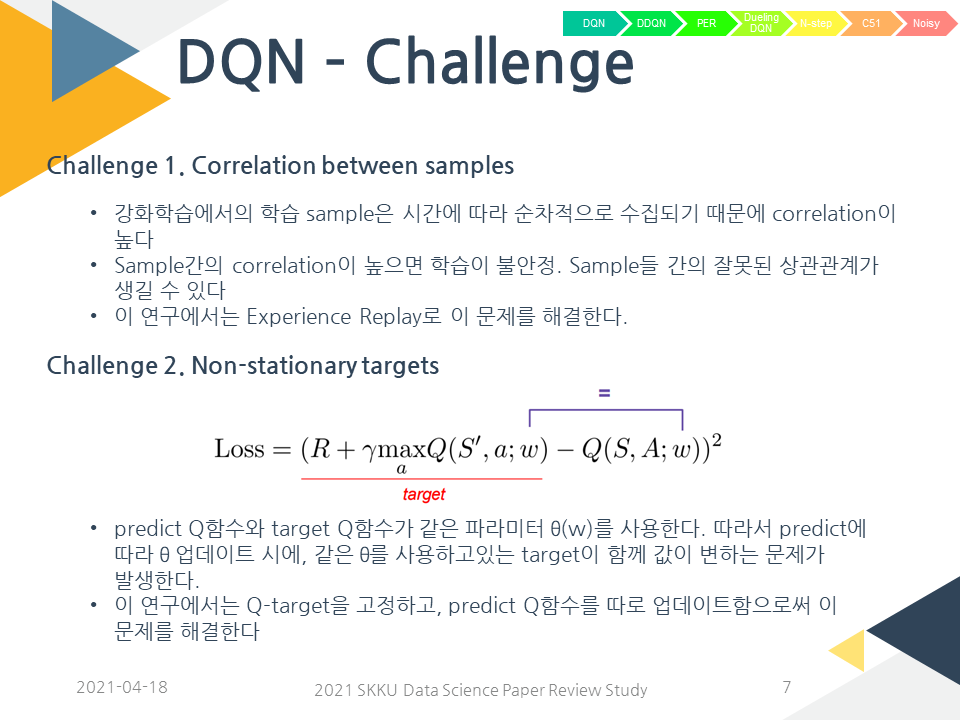 DQN
DDQN
PER
Dueling
DQN
N-step
C51
Noisy
DQN - Challenge
Challenge 1. Correlation between samples
• 강화학습에서의 학습 sample은 시간에 따라 순차적으로 수집되기 때문에 correlation이
높다
• Sample간의 correlation이 높으면 학습이 불안정. Sample들 간의 잘못된 상관관계가
생길 수 있다
• 이 연구에서는 Experience Replay로 이 문제를 해결한다.
Challenge 2. Non-stationary targets
=
Loss = (R + γmaxQ(S′, a; w) − Q(S, A; w))²
a
target
• predict Q함수와 target Q함수가 같은 파라미터 θ(w)를 사용한다. 따라서 predict에
따라 θ 업데이트 시에, 같은 θ를 사용하고있는 target이 함께 값이 변하는 문제가
발생한다.
• 이 연구에서는 Q-target을 고정하고, predict Q함수를 따로 업데이트함으로써 이
문제를 해결한다
2021-04-18
2021 SKKU Data Science Paper Review Study
7